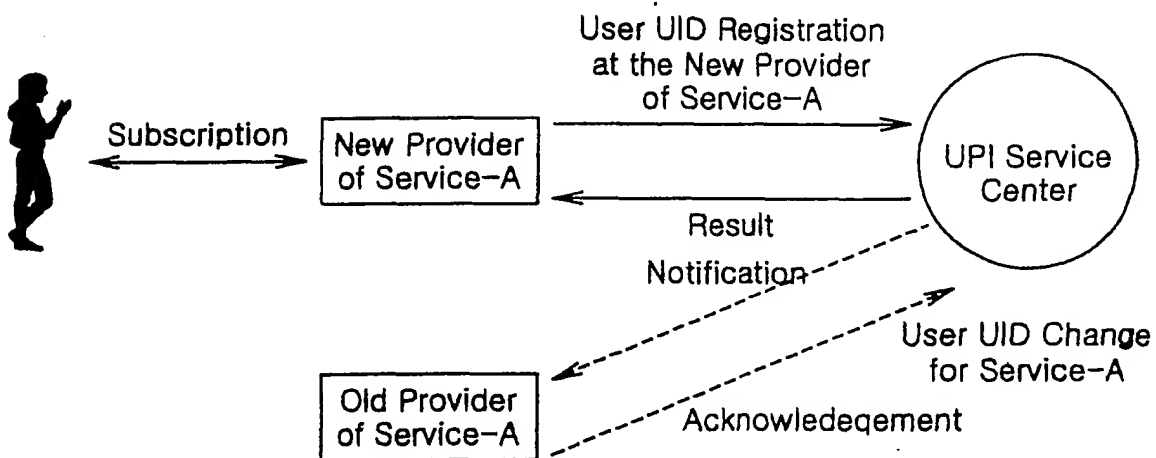 User UID Registration
at the New Provider
of Service-A
Subscription
New Provider
of Service-A
UPI Service
Center
Result
Notification
User UID Change
for Service-A
Old Provider
of Service-A
Acknowledeqement